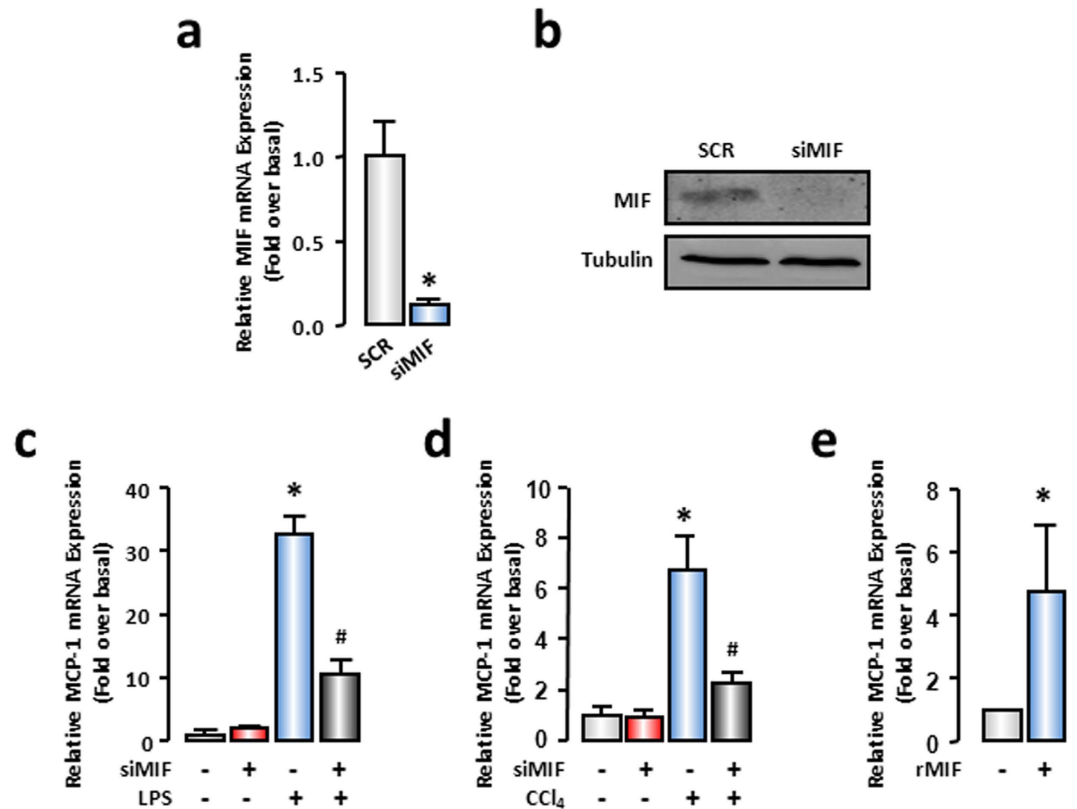 a
Relative MIF mRNA Expression
(Fold over basal)
1.5
1.0
0.5
0.0
*
SCR
siMIF
b
SCR siMIF
MIF
Tubulin
c
Relative MCP-1 mRNA Expression
(Fold over basal)
40
30
20
10
0
*
#
siMIF - + - +
LPS - - + +
d
Relative MCP-1 mRNA Expression
(Fold over basal)
10
8
6
4
2
0
*
#
siMIF - + - +
CCl₄ - - + +
e
Relative MCP-1 mRNA Expression
(Fold over basal)
8
6
4
2
0
*
rMIF - +